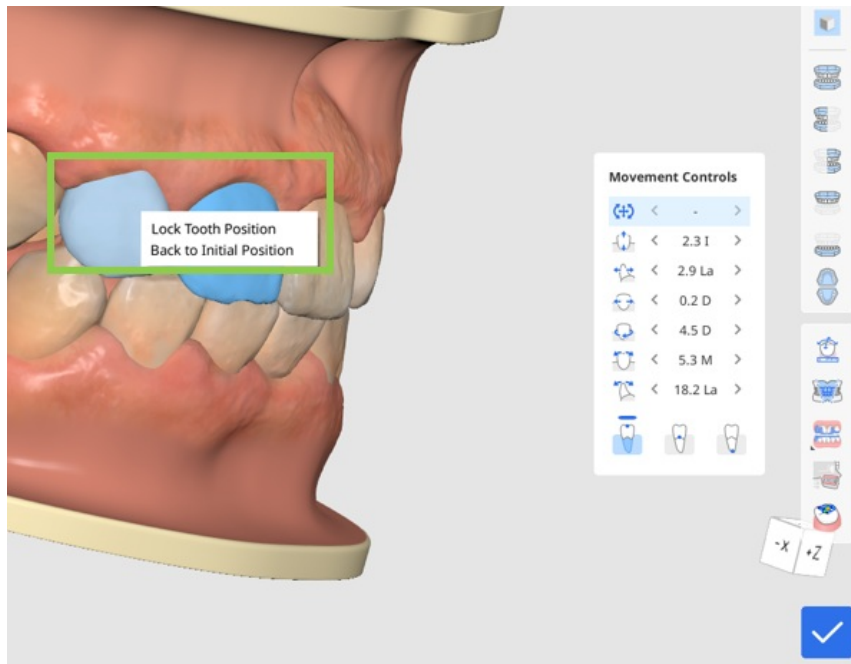 Lock Tooth Position
Back to Initial Position
Movement Controls
-
2.3 I
2.9 La
0.2 D
4.5 D
5.3 M
18.2 La
-X
+Z